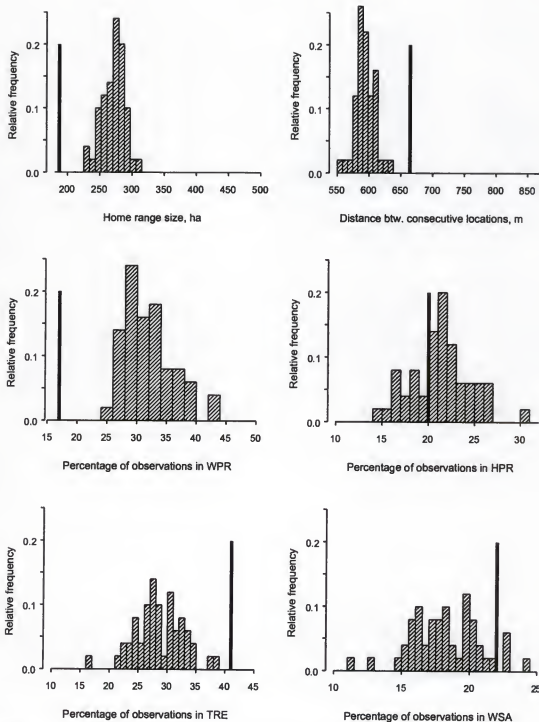 Relative frequency
0.2
0.1
0.0
200 250 300 350 400 450 500
Home range size, ha
Relative frequency
0.2
0.1
0.0
550 600 650 700 750 800 850
Distance btw. consecutive locations, m
Relative frequency
0.2
0.1
0.0
15 20 25 30 35 40 45 50
Percentage of observations in WPR
Relative frequency
0.2
0.1
0.0
10 20 30
Percentage of observations in HPR
Relative frequency
0.2
0.1
0.0
10 15 20 25 30 35 40 45
Percentage of observations in TRE
Relative frequency
0.2
0.1
0.0
10 15 20 25
Percentage of observations in WSA